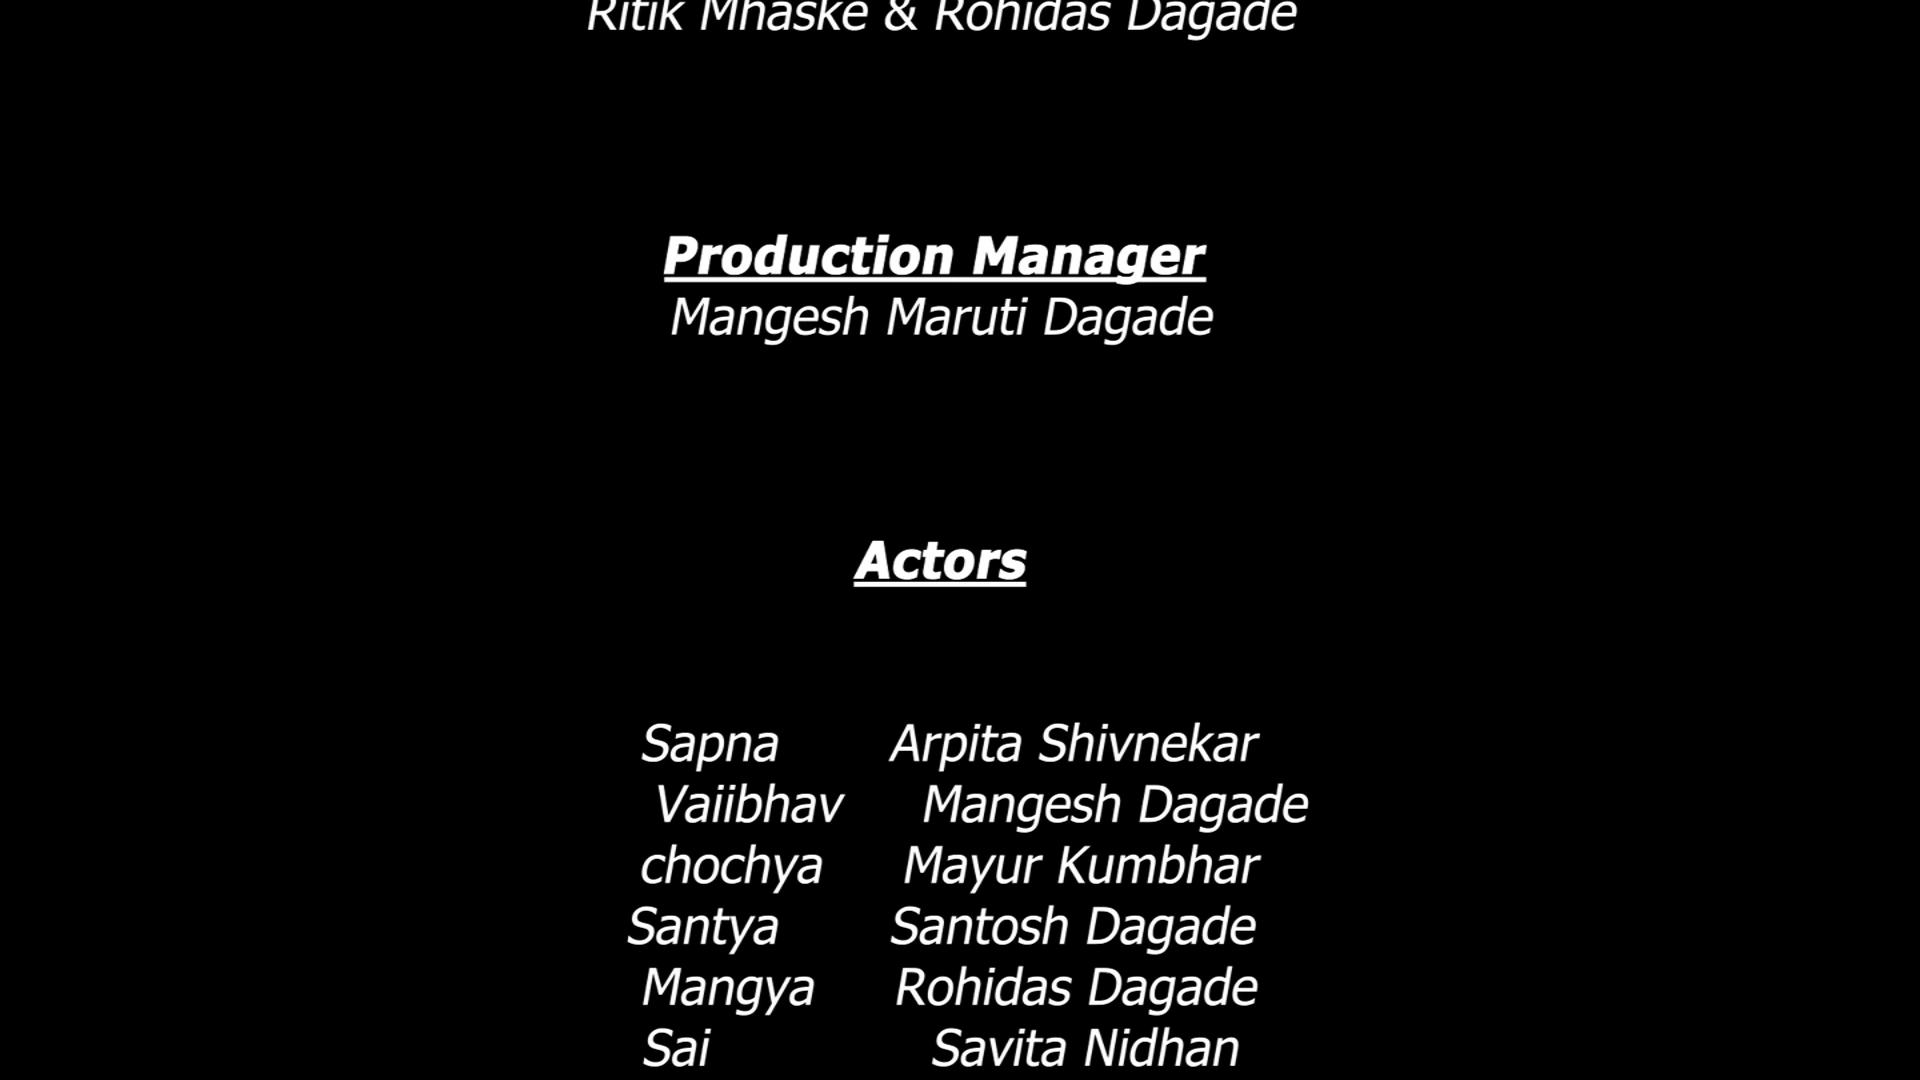 Ritik Mhaske & Rohidas Dagade
Production Manager
Mangesh Maruti Dagade
Actors
Sapna Arpita Shivnekar
Vaiibhav Mangesh Dagade
chochya Mayur Kumbhar
Santya Santosh Dagade
Mangya Rohidas Dagade
Sai Savita Nidhan